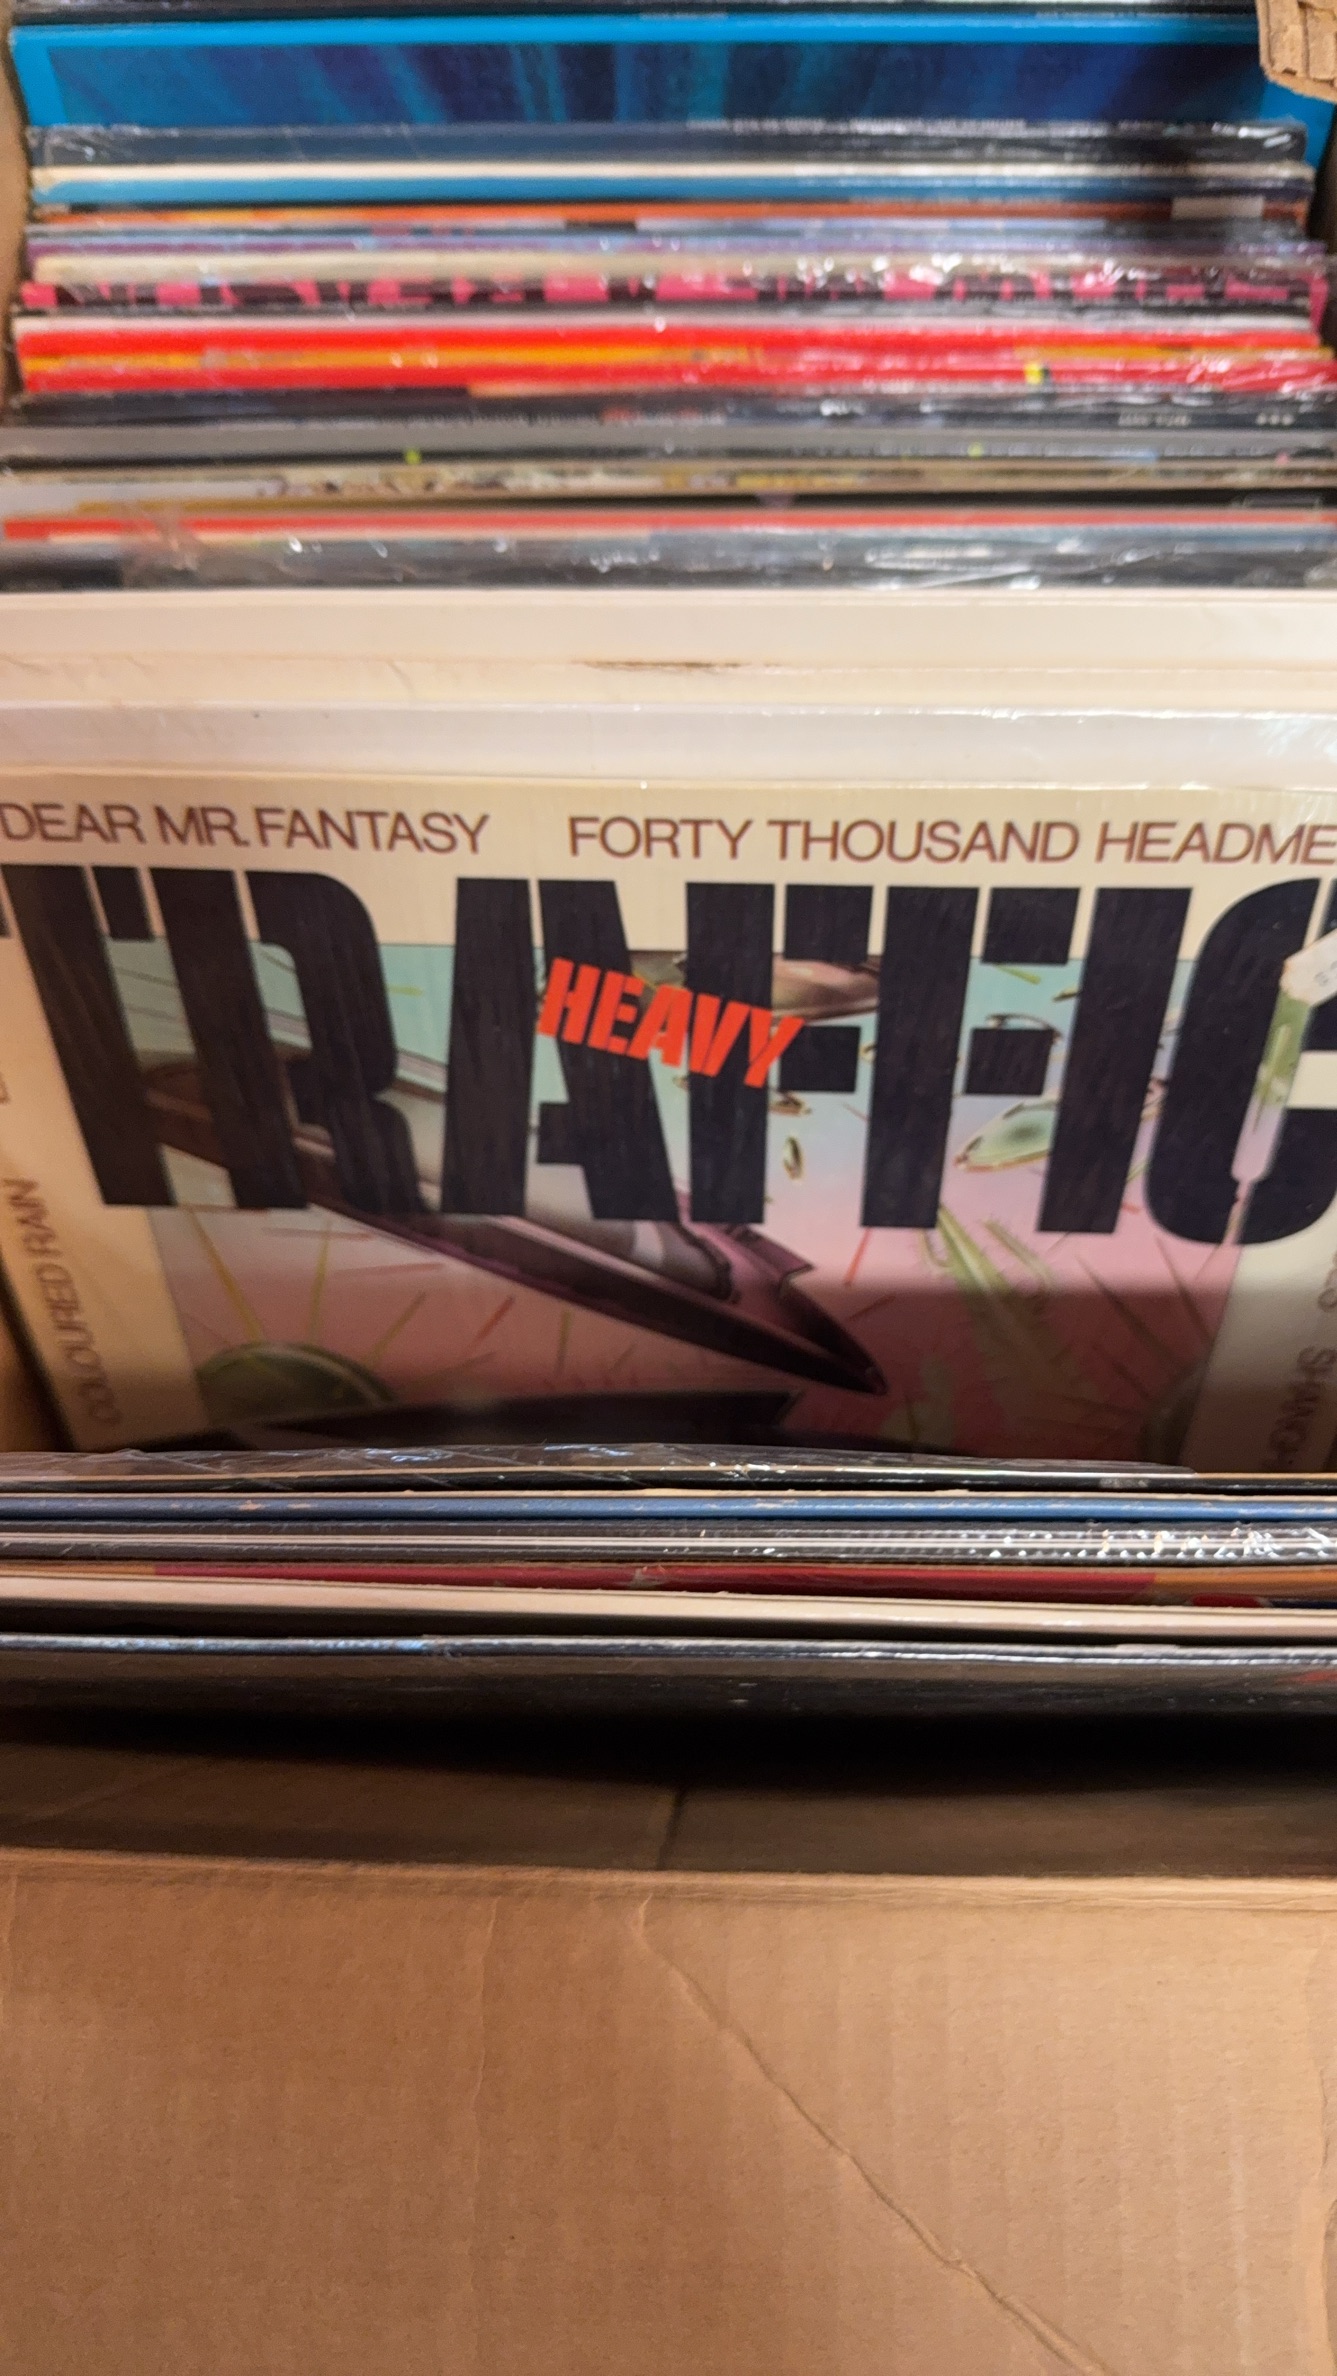 DEAR MR. FANTASY FORTY THOUSAND HEADME
TRAFFIC
HEAVY
COLOURED RAIN